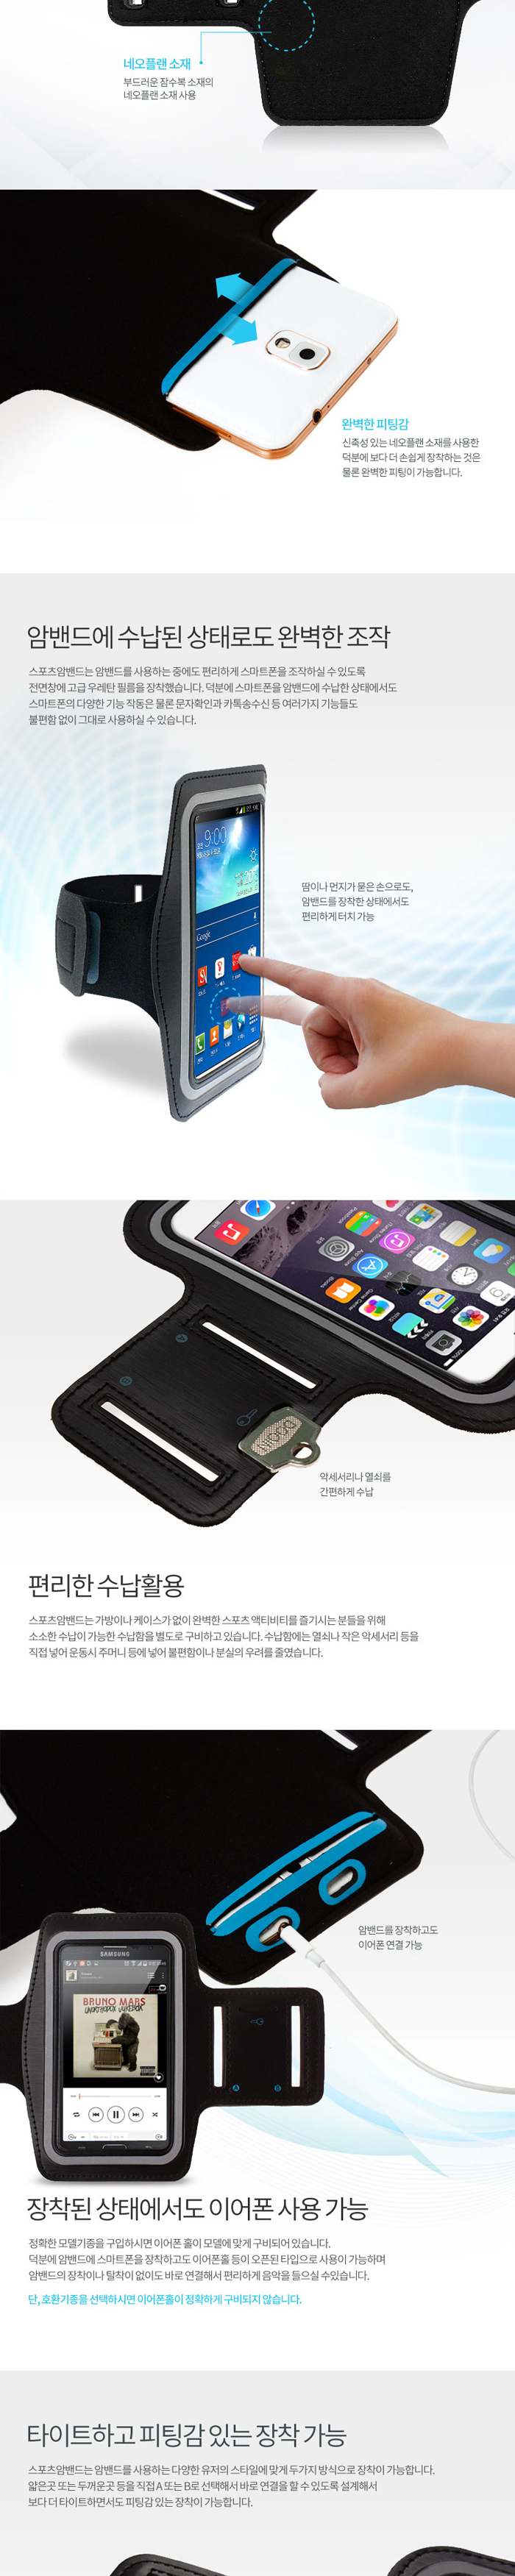 네오플랜 소재
부드러운 잠수복 소재의
네오플랜 소재 사용
완벽한 피팅감
신축성 있는 네오플랜 소재를 사용한
덕분에 보다 더 손쉽게 장착하는 것은
물론 완벽한 피팅이 가능합니다.
암밴드에 수납된 상태로도 완벽한 조작
스포츠암밴드는 암밴드를 사용하는 중에도 편리하게 스마트폰을 조작하실 수 있도록
전면창에 고급 우레탄 필름을 장착했습니다. 덕분에 스마트폰을 암밴드에 수납한 상태에서도
스마트폰의 다양한 기능 작동은 물론 문자확인과 카톡송수신 등 여러가지 기능들도
불편함 없이 그대로 사용하실 수 있습니다.
9:00
Google
땀이나 먼지가 묻은 손으로도,
암밴드를 장착한 상태에서도
편리하게 터치 가능
악세서리나 열쇠를
간편하게 수납
편리한 수납활용
스포츠암밴드는 가방이나 케이스가 없이 완벽한 스포츠 액티비티를 즐기시는 분들을 위해
소소한 수납이 가능한 수납함을 별도로 구비하고 있습니다. 수납함에는 열쇠나 작은 악세서리 등을
직접 넣어 운동시 주머니 등에 넣어 불편함이나 분실의 우려를 줄였습니다.
암밴드를 장착하고도
이어폰 연결 가능
SAMSUNG
BRUNO MARS
UNORTHODOX JUKEBOX
A B
장착된 상태에서도 이어폰 사용 가능
정확한 모델기종을 구입하시면 이어폰 홀이 모델에 맞게 구비되어 있습니다.
덕분에 암밴드에 스마트폰을 장착하고도 이어폰홀 등이 오픈된 타입으로 사용이 가능하며
암밴드의 장착이나 탈착이 없이도 바로 연결해서 편리하게 음악을 들으실 수있습니다.
단, 호환기종을 선택하시면 이어폰홀이 정확하게 구비되지 않습니다.
타이트하고 피팅감 있는 장착 가능
스포츠암밴드는 암밴드를 사용하는 다양한 유저의 스타일에 맞게 두가지 방식으로 장착이 가능합니다.
얇은곳 또는 두꺼운곳 등을 직접 A 또는 B로 선택해서 바로 연결을 할 수 있도록 설계해서
보다 더 타이트하면서도 피팅감 있는 장착이 가능합니다.